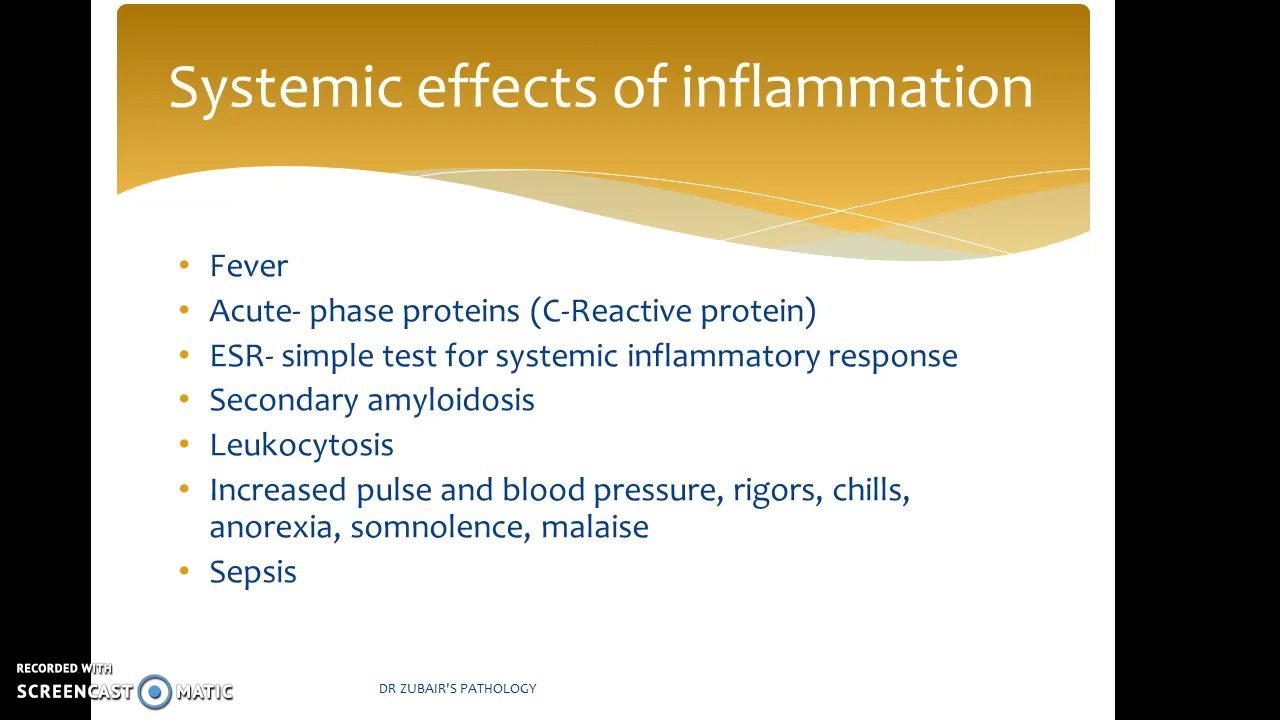 Systemic effects of inflammation
• Fever
• Acute- phase proteins (C-Reactive protein)
• ESR- simple test for systemic inflammatory response
• Secondary amyloidosis
• Leukocytosis
• Increased pulse and blood pressure, rigors, chills,
anorexia, somnolence, malaise
• Sepsis
RECORDED WITH
SCREENCAST MATIC
DR ZUBAIR'S PATHOLOGY